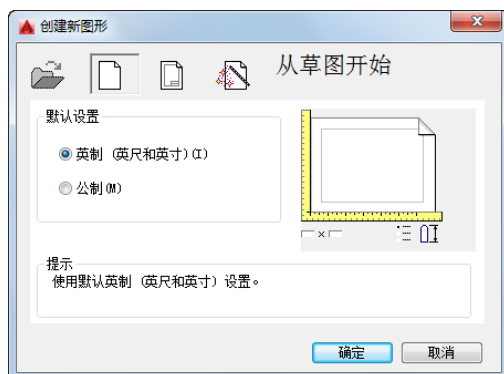 创建新图形
从草图开始
默认设置
英制（英尺和英寸）(I)
公制(M)
提示
使用默认英制（英尺和英寸）设置。
确定
取消